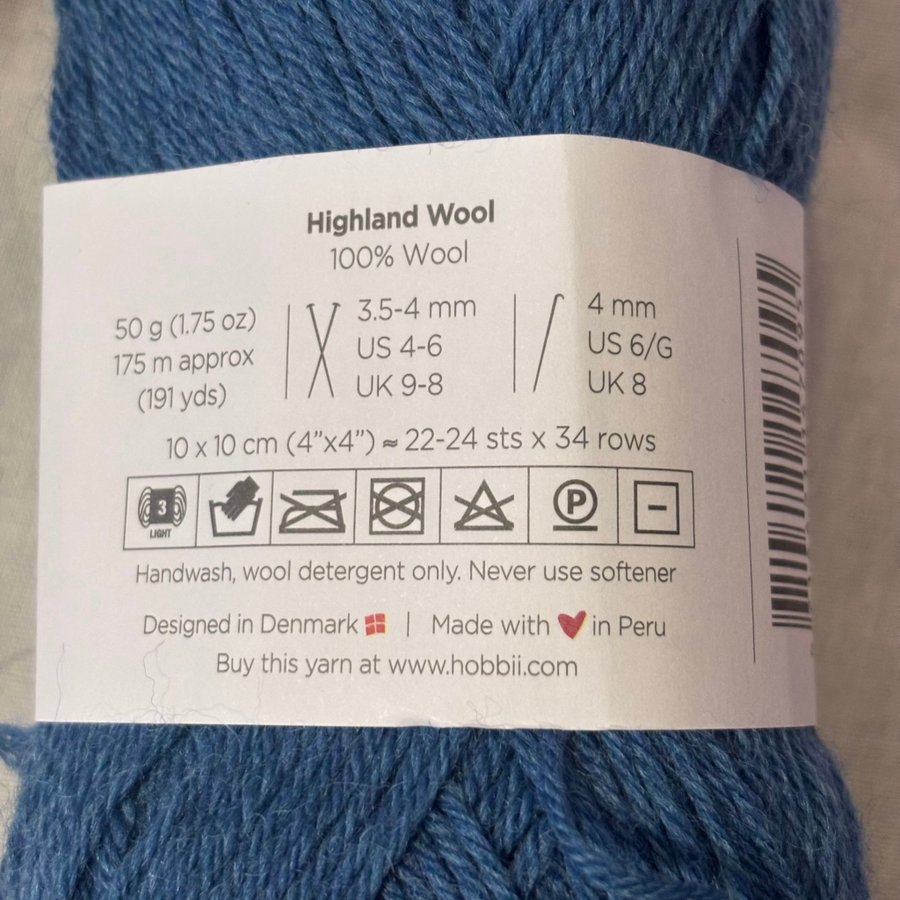 Highland Wool
100% Wool
50 g (1.75 oz)
175 m approx
(191 yds)
3.5-4 mm
US 4-6
UK 9-8
4 mm
US 6/G
UK 8
10 x 10 cm (4”x4”) ≈ 22-24 sts x 34 rows
3
LIGHT
P
Handwash, wool detergent only. Never use softener
Designed in Denmark | Made with ❤ in Peru
Buy this yarn at www.hobbii.com